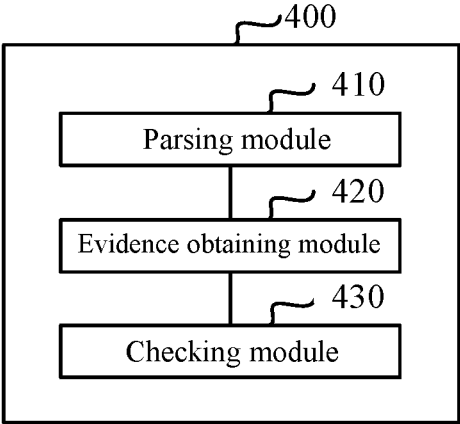 400
410
Parsing module
420
Evidence obtaining module
430
Checking module